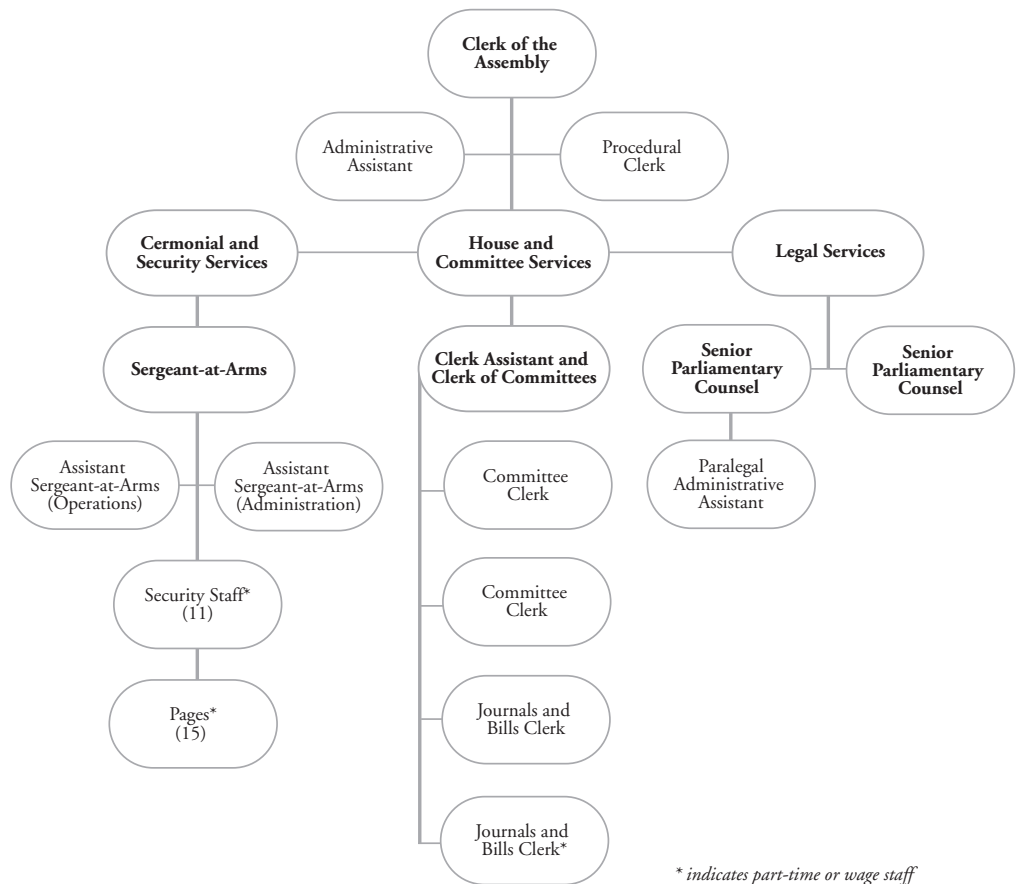 Clerk of the
Assembly
Administrative
Assistant
Procedural
Clerk
Cermonial and
Security Services
House and
Committee Services
Legal Services
Sergeant-at-Arms
Clerk Assistant and
Clerk of Committees
Senior
Parliamentary
Counsel
Senior
Parliamentary
Counsel
Assistant
Sergeant-at-Arms
(Operations)
Assistant
Sergeant-at-Arms
(Administration)
Committee
Clerk
Paralegal
Administrative
Assistant
Security Staff*
(11)
Committee
Clerk
Pages*
(15)
Journals and
Bills Clerk
Journals and
Bills Clerk*
* indicates part-time or wage staff